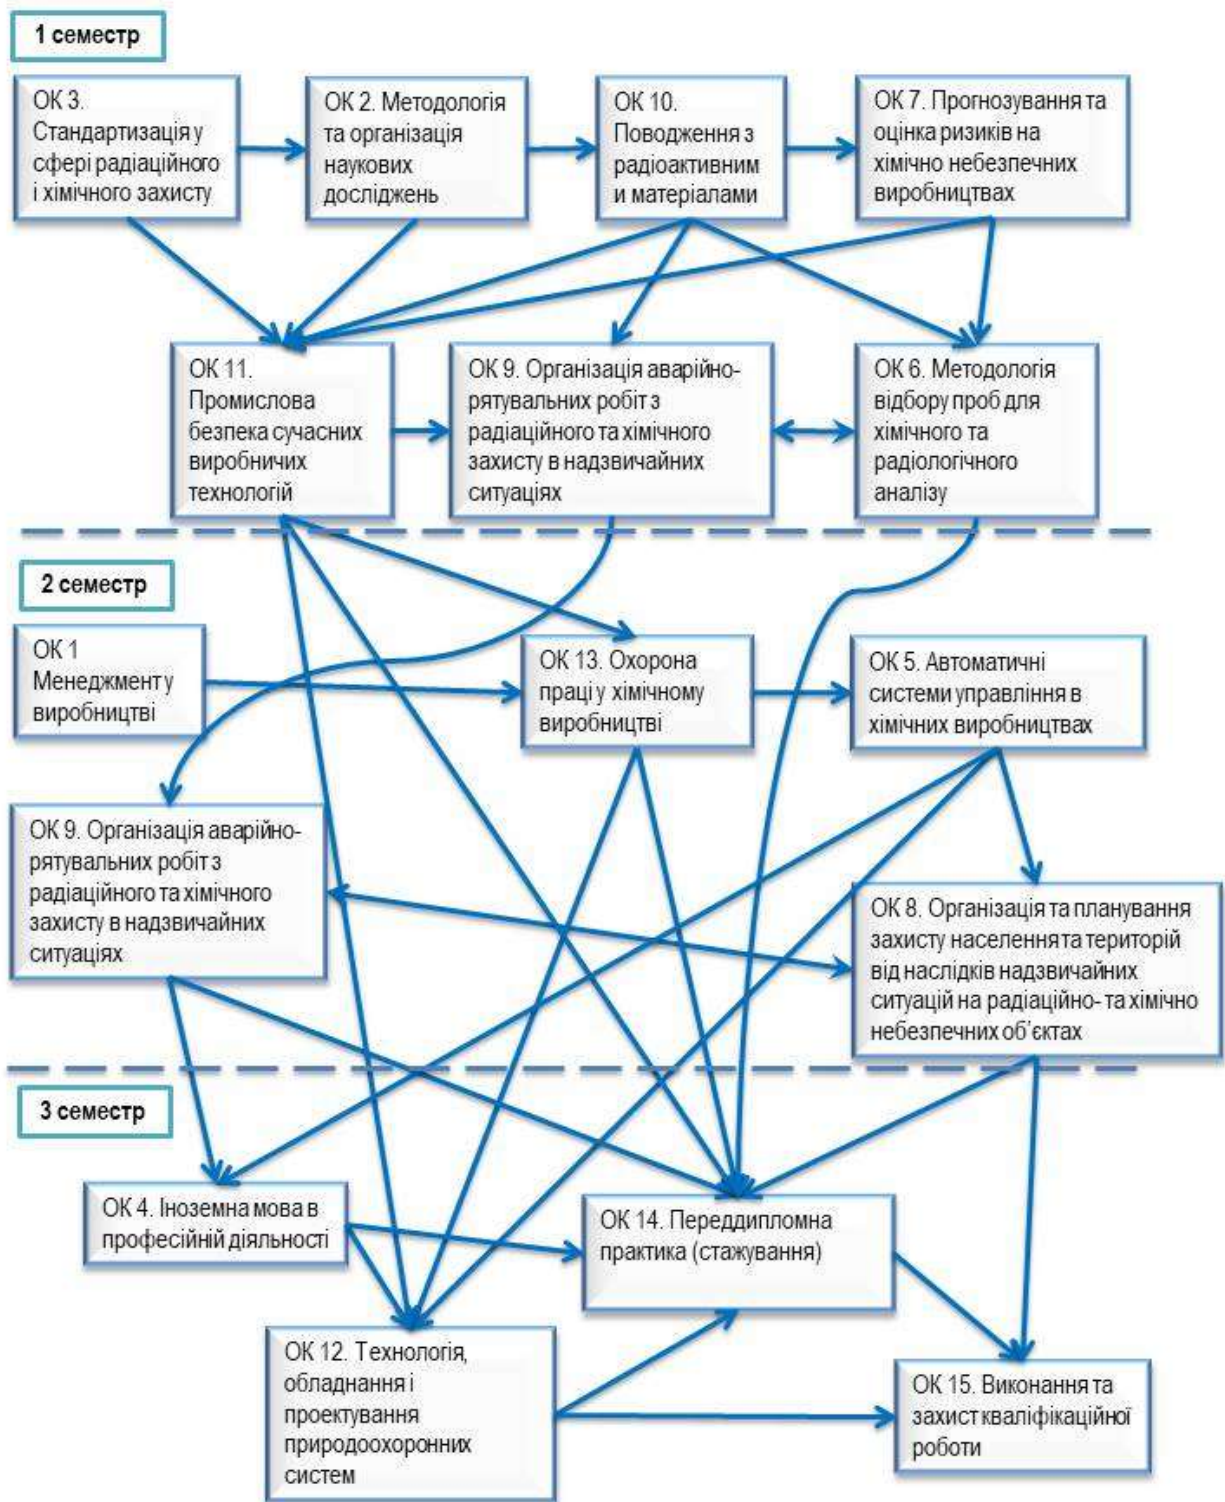 1 семестр
ОК 3.
Стандартизація у
сфері радіаційного
і хімічного захисту
ОК 2. Методологія
та організація
наукових
досліджень
ОК 10.
Поводження з
радіоактивним
и матеріалами
ОК 7. Прогнозування та
оцінка ризиків на
хімічно небезпечних
виробництвах
ОК 11.
Промислова
безпека сучасних
виробничих
технологій
ОК 9. Організація аварійно-
рятувальних робіт з
радіаційного та хімічного
захисту в надзвичайних
ситуаціях
ОК 6. Методологія
відбору проб для
хімічного та
радіологічного
аналізу
2 семестр
ОК 1
Менеджмент у
виробництві
ОК 13. Охорона
праці у хімічному
виробництві
ОК 5. Автоматичні
системи управління в
хімічних виробництвах
ОК 9. Організація аварійно-
рятувальних робіт з
радіаційного та хімічного
захисту в надзвичайних
ситуаціях
ОК 8. Організація та планування
захисту населення та територій
від наслідків надзвичайних
ситуацій на радіаційно- та хімічно
небезпечних об’єктах
3 семестр
ОК 4. Іноземна мова в
професійній діяльності
ОК 14. Переддипломна
практика (стажування)
ОК 12. Технологія,
обладнання і
проектування
природоохоронних
систем
ОК 15. Виконання та
захист кваліфікаційної
роботи